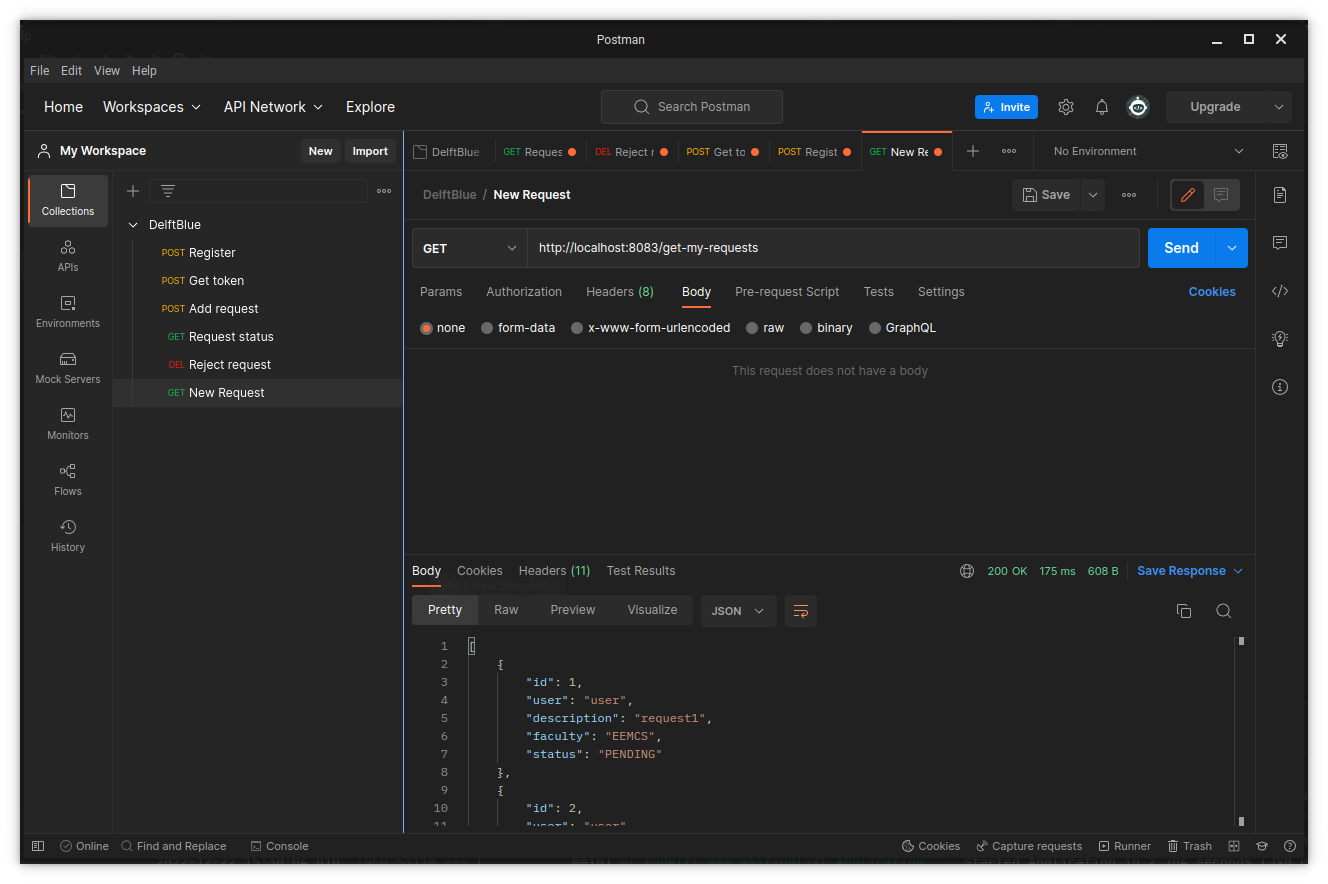 Postman
File Edit View Help
Home Workspaces API Network Explore Search Postman Invite Upgrade
My Workspace New Import
DelftBlue GET Reques DEL Reject r POST Get to POST Regist GET New Re No Environment
Collections
APIs
Environments
Mock Servers
Monitors
Flows
History
DelftBlue
POST Register
POST Get token
POST Add request
GET Request status
DEL Reject request
GET New Request
DelftBlue / New Request Save
GET http://localhost:8083/get-my-requests Send
Params Authorization Headers (8) Body Pre-request Script Tests Settings Cookies
none form-data x-www-form-urlencoded raw binary GraphQL
This request does not have a body
Body Cookies Headers (11) Test Results 200 OK 175 ms 608 B Save Response
Pretty Raw Preview Visualize JSON
1 [
2 {
3 "id": 1,
4 "user": "user",
5 "description": "request1",
6 "faculty": "EEMCS",
7 "status": "PENDING"
8 },
9 {
10 "id": 2,
11 "user": "user"
Online Find and Replace Console Cookies Capture requests Runner Trash